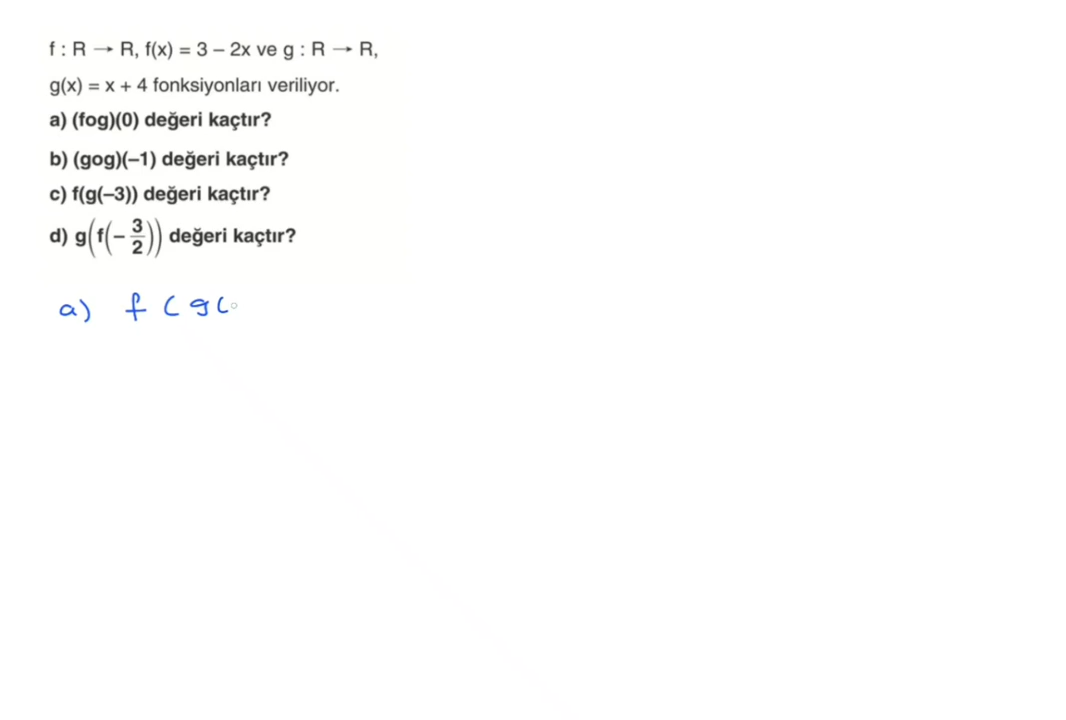 f : R → R, f(x) = 3 – 2x ve g : R → R,
g(x) = x + 4 fonksiyonları veriliyor.
a) (fog)(0) değeri kaçtır?
b) (gog)(–1) değeri kaçtır?
c) f(g(–3)) değeri kaçtır?
d) g(f(–3/2)) değeri kaçtır?
a) f ( g(